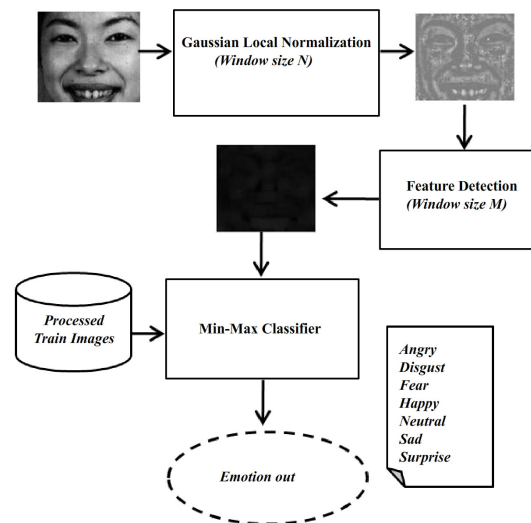 Gaussian Local Normalization
(Window size N)
Feature Detection
(Window size M)
Processed
Train Images
Min-Max Classifier
Angry
Disgust
Fear
Happy
Neutral
Sad
Surprise
Emotion out